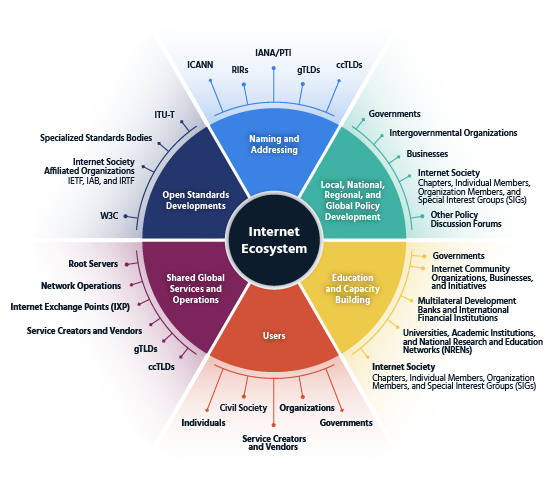 IANA/PTI
ICANN
RIRs
gTLDs
ccTLDs
Naming and
Addressing
Governments
Intergovernmental Organizations
Businesses
Internet Society
Chapters, Individual Members,
Organization Members, and
Special Interest Groups (SIGs)
Other Policy
Discussion Forums
Local, National,
Regional, and
Global Policy
Development
ITU-T
Specialized Standards Bodies
Internet Society
Affiliated Organizations
IETF, IAB, and IRTF
W3C
Open Standards
Developments
Internet
Ecosystem
Root Servers
Network Operations
Internet Exchange Points (IXP)
Service Creators and Vendors
gTLDs
ccTLDs
Shared Global
Services and
Operations
Education
and Capacity
Building
Governments
Internet Community
Organizations, Businesses,
and Initiatives
Multilateral Development
Banks and International
Financial Institutions
Universities, Academic Institutions,
and National Research and Education
Networks (NRENs)
Internet Society
Chapters, Individual Members, Organization
Members, and Special Interest Groups (SIGs)
Users
Individuals
Civil Society
Service Creators
and Vendors
Organizations
Governments